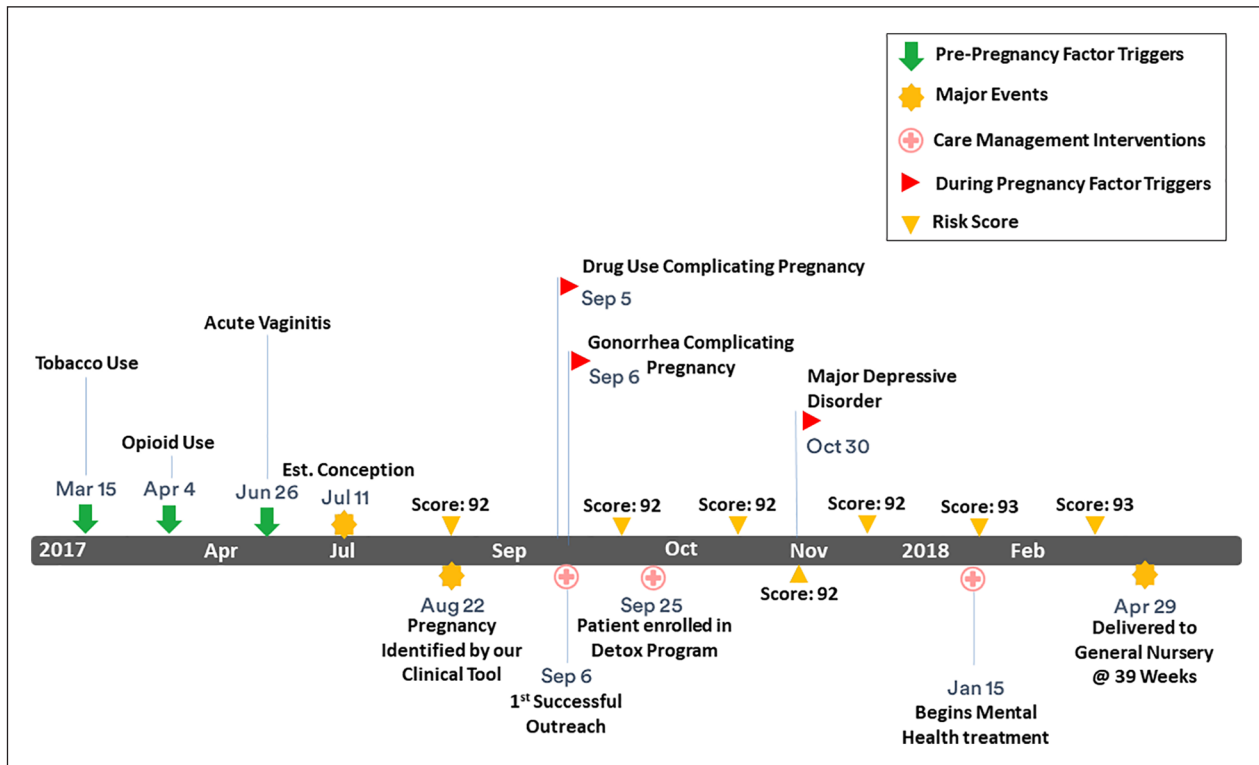 Pre-Pregnancy Factor Triggers
Major Events
Care Management Interventions
During Pregnancy Factor Triggers
Risk Score
Drug Use Complicating Pregnancy
Sep 5
Acute Vaginitis
Gonorrhea Complicating
Pregnancy
Sep 6
Tobacco Use
Major Depressive
Disorder
Oct 30
Opioid Use
Est. Conception
Mar 15
Apr 4
Jun 26
Jul 11
Score: 92
Score: 92
Score: 92
Score: 92
Score: 93
Score: 93
2017 Apr Jul Sep Oct Nov 2018 Feb
Score: 92
Aug 22
Pregnancy
Identified by our
Clinical Tool
Sep 6
1st Successful
Outreach
Sep 25
Patient enrolled in
Detox Program
Jan 15
Begins Mental
Health treatment
Apr 29
Delivered to
General Nursery
@ 39 Weeks